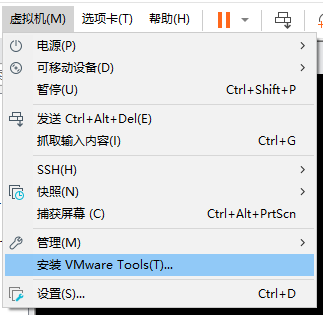 虚拟机(M) 选项卡(T) 帮助(H)
电源(P)
可移动设备(D)
暂停(U) Ctrl+Shift+P
发送 Ctrl+Alt+Del(E)
抓取输入内容(I) Ctrl+G
SSH(H)
快照(N)
捕获屏幕 (C) Ctrl+Alt+PrtScn
管理(M)
安装 VMware Tools(T)...
设置(S)... Ctrl+D